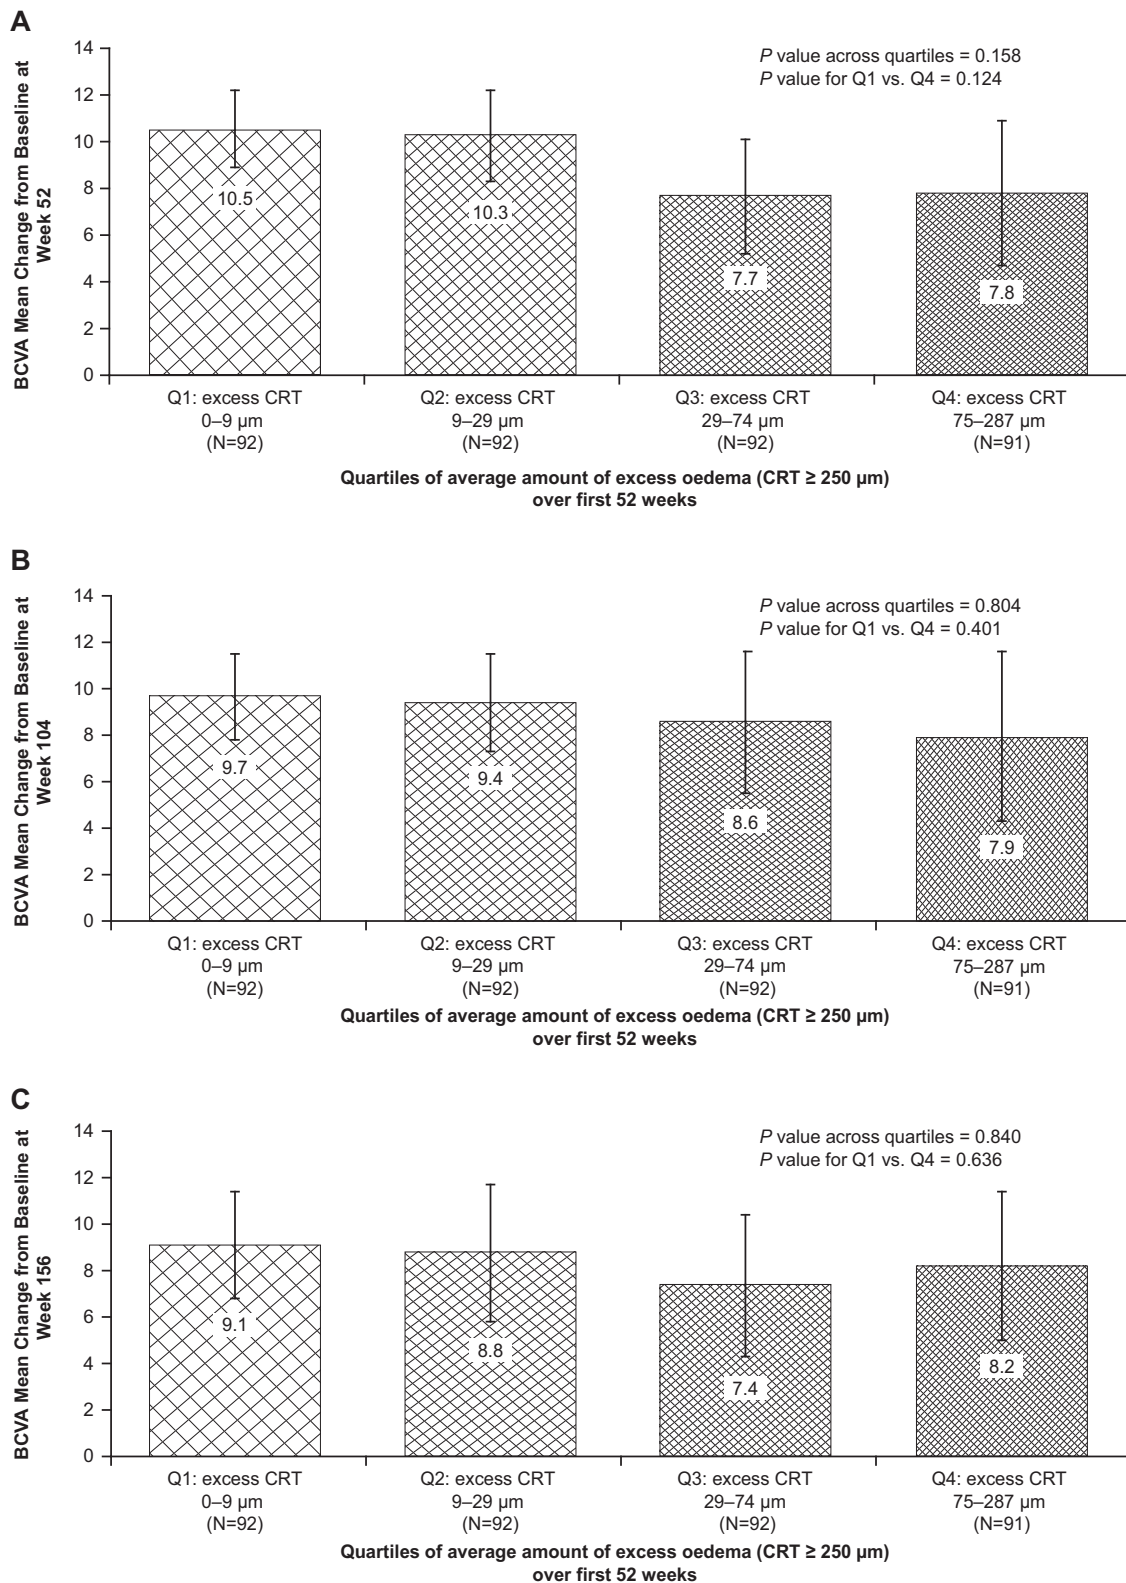 A
BCVA Mean Change from Baseline at
Week 52
14
12
10
8
6
4
2
0
P value across quartiles = 0.158
P value for Q1 vs. Q4 = 0.124
10.5
10.3
7.7
7.8
Q1: excess CRT
0–9 µm
(N=92)
Q2: excess CRT
9–29 µm
(N=92)
Q3: excess CRT
29–74 µm
(N=92)
Q4: excess CRT
75–287 µm
(N=91)
Quartiles of average amount of excess oedema (CRT ≥ 250 µm)
over first 52 weeks
B
BCVA Mean Change from Baseline at
Week 104
14
12
10
8
6
4
2
0
P value across quartiles = 0.804
P value for Q1 vs. Q4 = 0.401
9.7
9.4
8.6
7.9
Q1: excess CRT
0–9 µm
(N=92)
Q2: excess CRT
9–29 µm
(N=92)
Q3: excess CRT
29–74 µm
(N=92)
Q4: excess CRT
75–287 µm
(N=91)
Quartiles of average amount of excess oedema (CRT ≥ 250 µm)
over first 52 weeks
C
BCVA Mean Change from Baseline at
Week 156
14
12
10
8
6
4
2
0
P value across quartiles = 0.840
P value for Q1 vs. Q4 = 0.636
9.1
8.8
7.4
8.2
Q1: excess CRT
0–9 µm
(N=92)
Q2: excess CRT
9–29 µm
(N=92)
Q3: excess CRT
29–74 µm
(N=92)
Q4: excess CRT
75–287 µm
(N=91)
Quartiles of average amount of excess oedema (CRT ≥ 250 µm)
over first 52 weeks